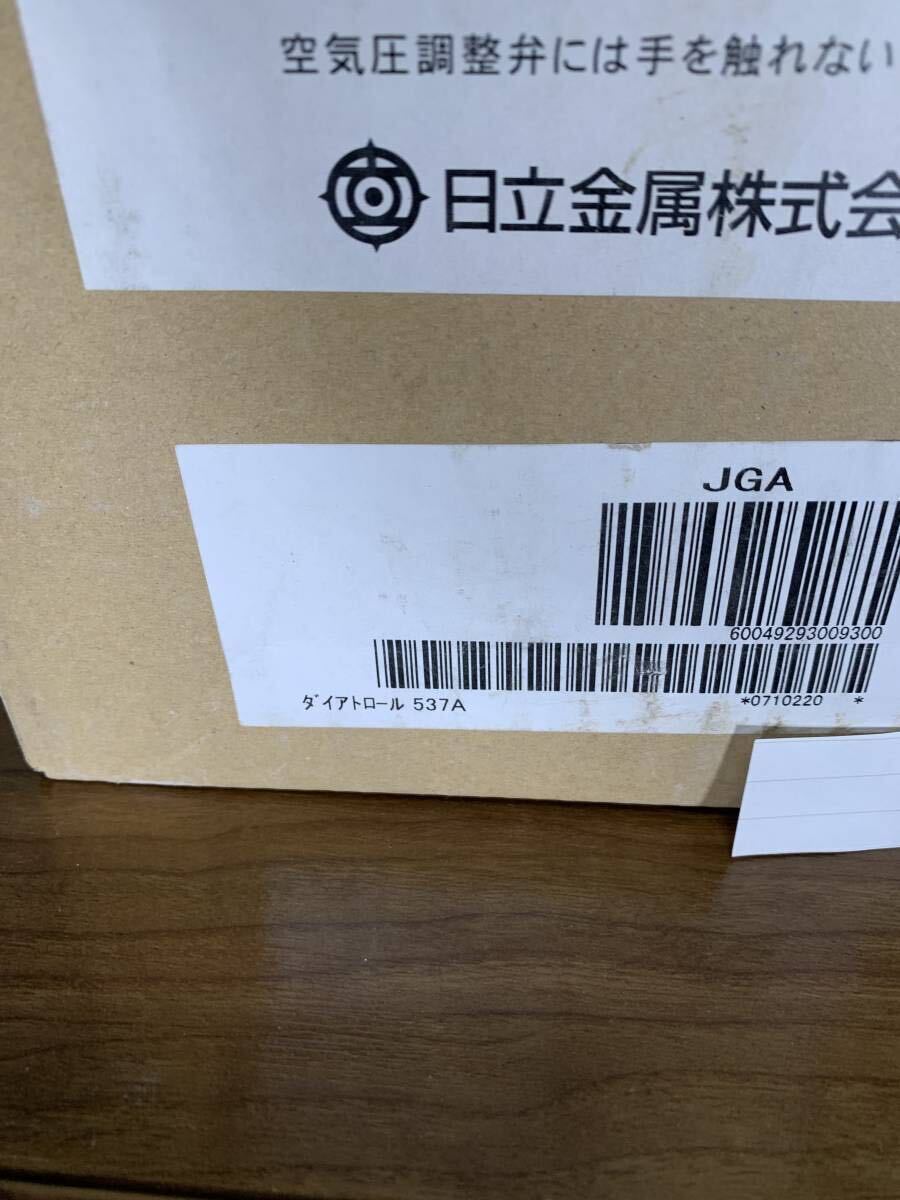 空気圧調整弁には手を触れない
日立金属株式会
JGA
60049293009300
ﾀﾞｲｱﾄﾛｰﾙ 537A
*0710220 *